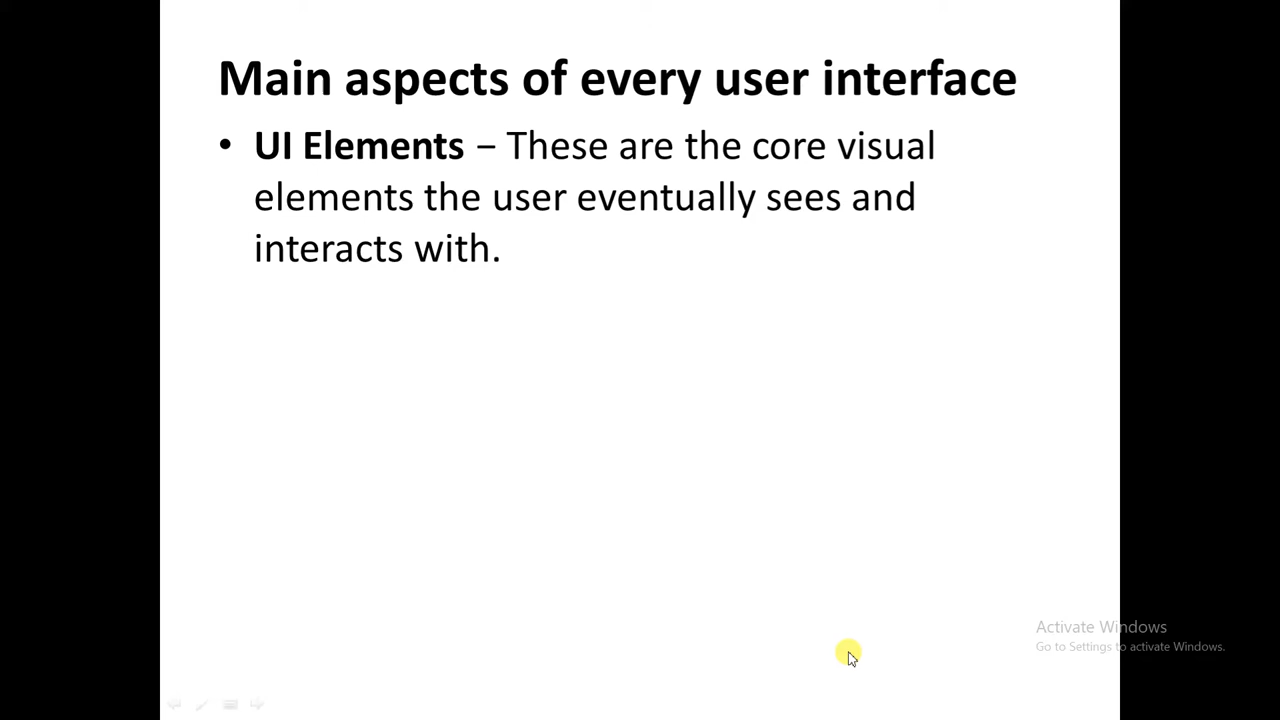 Main aspects of every user interface
• UI Elements − These are the core visual
elements the user eventually sees and
interacts with.
Activate Windows
Go to Settings to activate Windows.